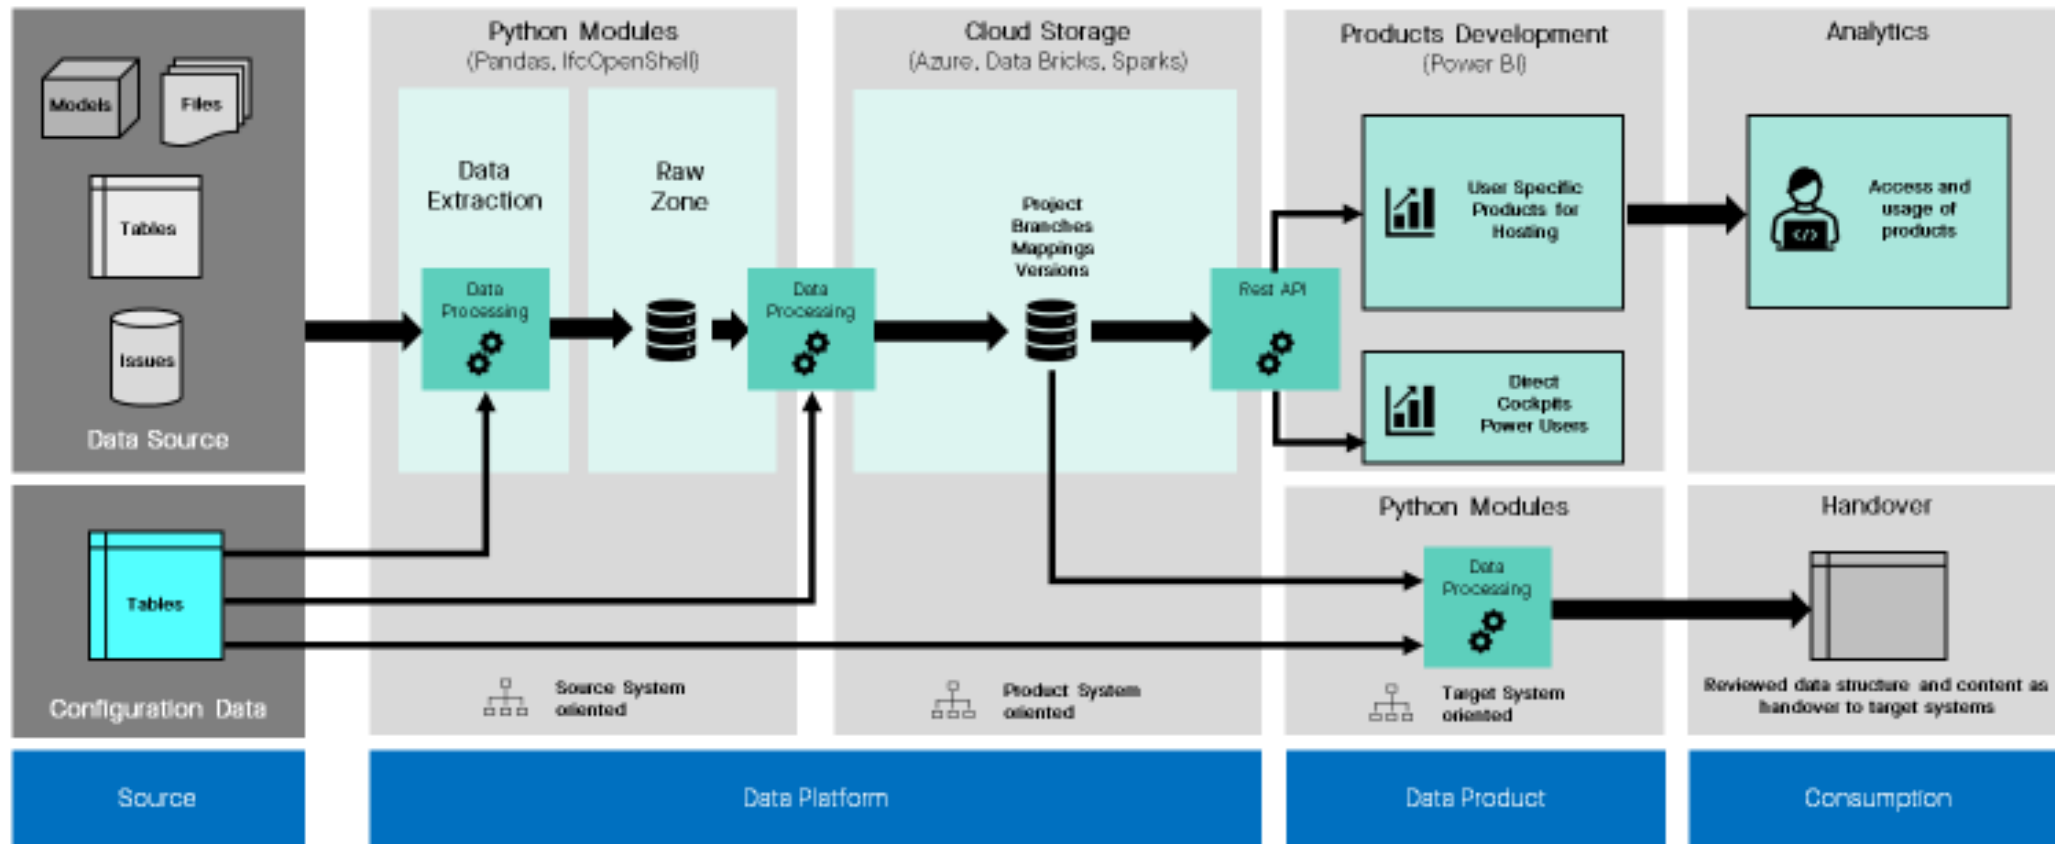 Models
Files
Tables
Issues
Data Source
Tables
Configuration Data
Source
Python Modules
(Pandas, IfcOpenShell)
Data
Extraction
Raw
Zone
Data
Processing
Data
Processing
Source System
oriented
Cloud Storage
(Azure, Data Bricks, Sparks)
Project
Branches
Mappings
Versions
Rest API
Product System
oriented
Data Platform
Products Development
(Power BI)
User Specific
Products for
Hosting
Direct
Cockpits
Power Users
Python Modules
Data
Processing
Target System
oriented
Data Product
Analytics
Access and
usage of
products
Handover
Reviewed data structure and content as
handover to target systems
Consumption